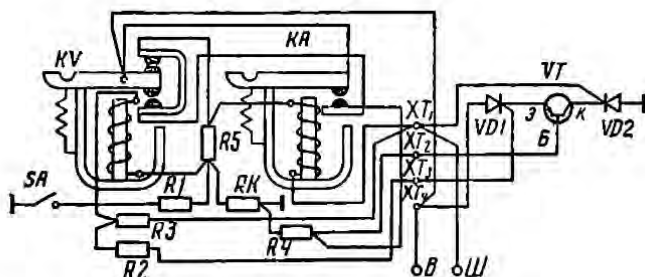 KV
KA
VT
XT₁
R5
VD1
Э
К
VD2
Б
XT₂
XT₃
XT₄
SA
R1
RK
R3
R4
R2
В
Ш